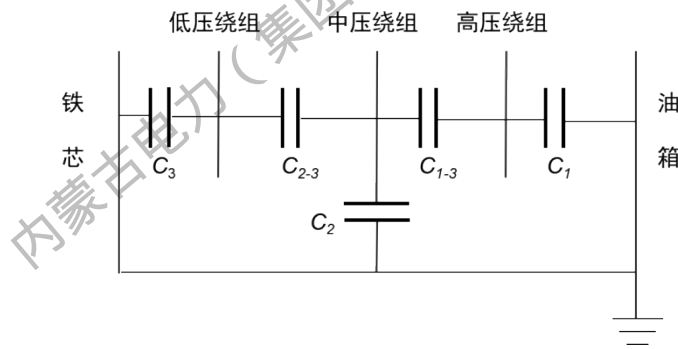 低压绕组 中压绕组 高压绕组
铁芯
油箱
C3 C2-3 C1-3 C1
C2
内蒙古电力（集团